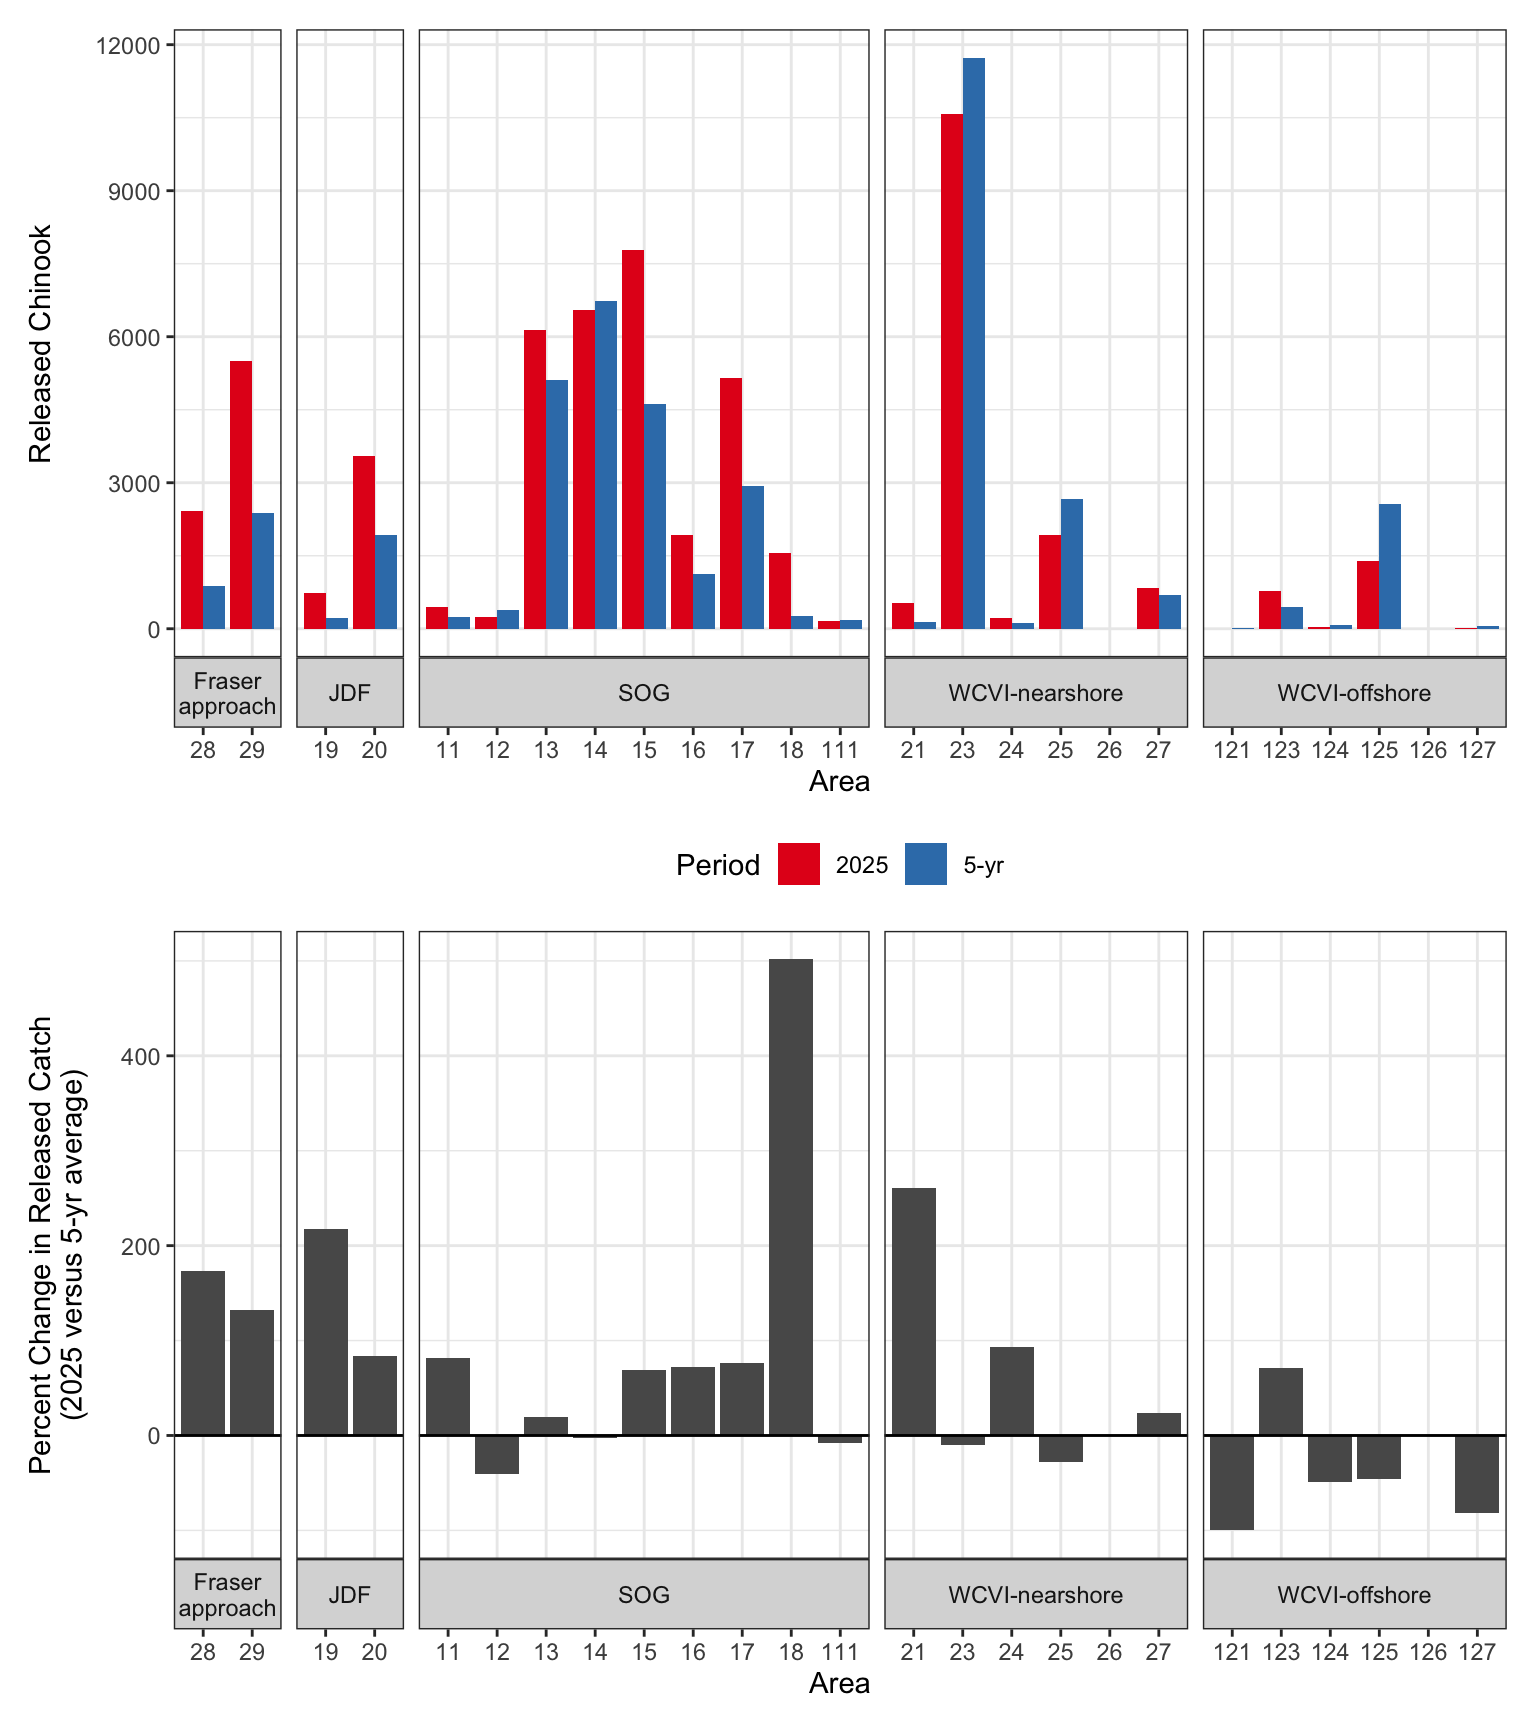 Released Chinook
12000
9000
6000
3000
0
Fraser
approach
JDF
SOG
WCVI-nearshore
WCVI-offshore
28 29 19 20 11 12 13 14 15 16 17 18 111 21 23 24 25 26 27 121 123 124 125 126 127
Area
Period 2025 5-yr
Percent Change in Released Catch
(2025 versus 5-yr average)
400
200
0
Fraser
approach
JDF
SOG
WCVI-nearshore
WCVI-offshore
28 29 19 20 11 12 13 14 15 16 17 18 111 21 23 24 25 26 27 121 123 124 125 126 127
Area